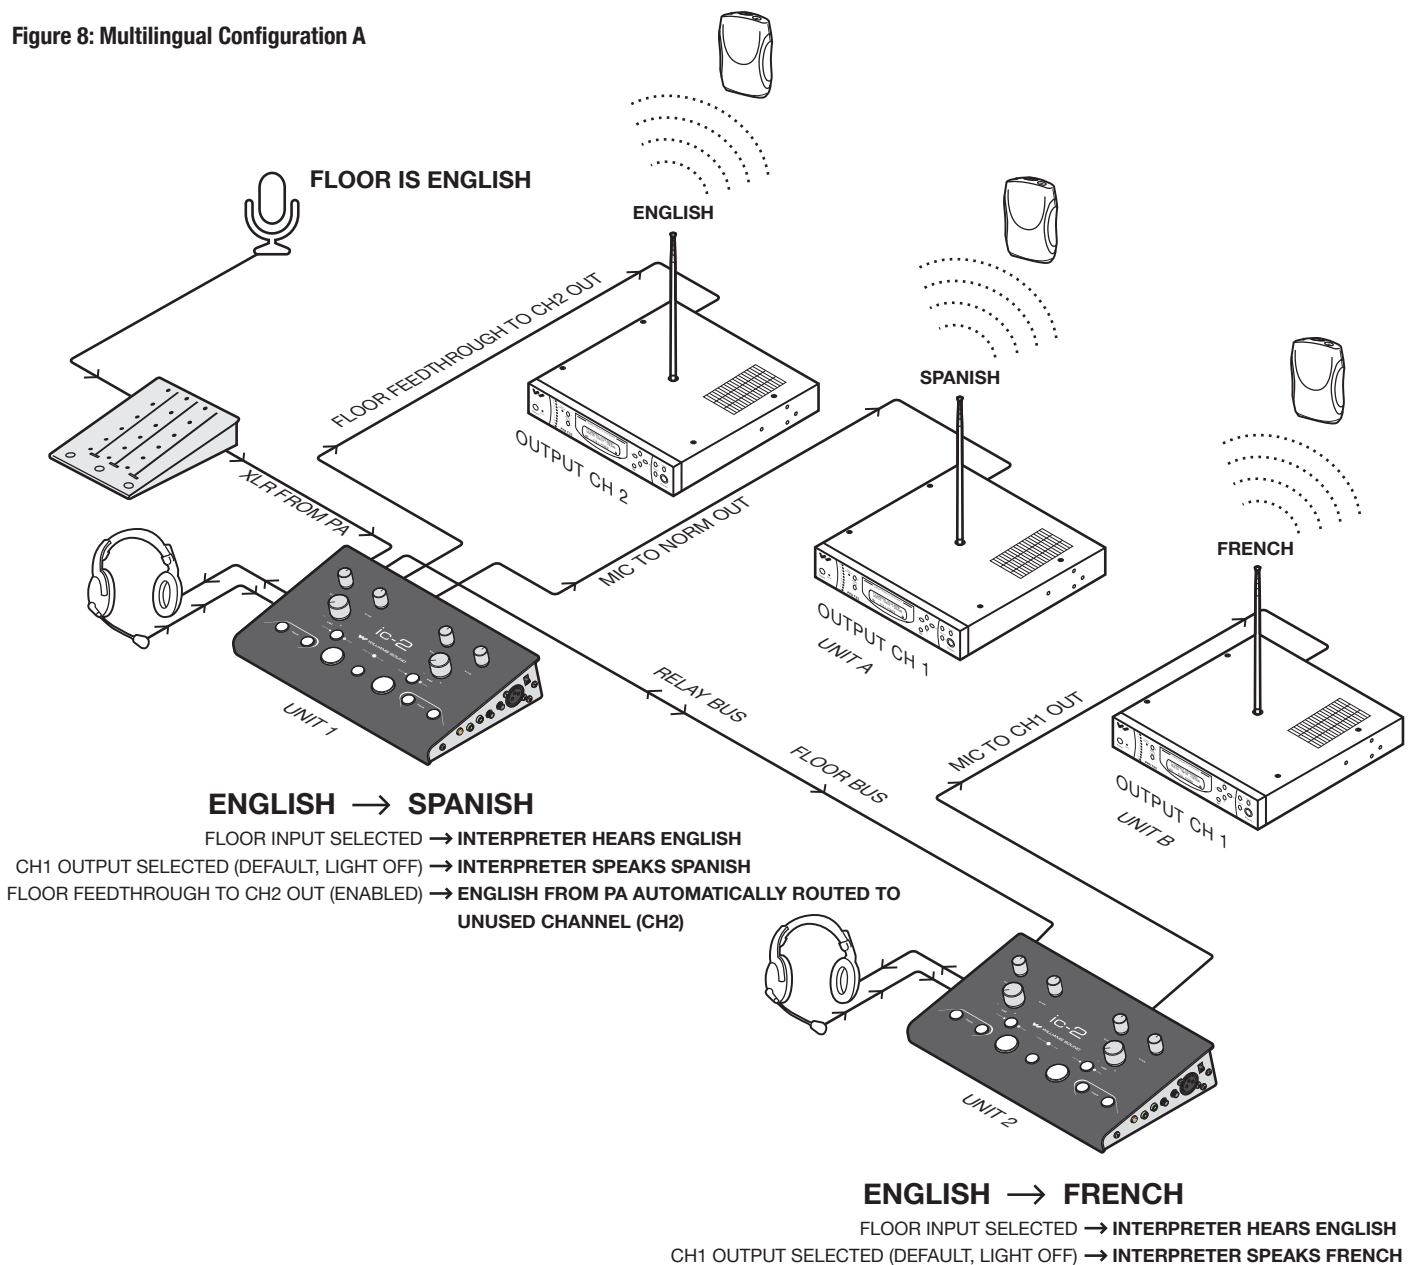 Figure 8: Multilingual Configuration A
FLOOR IS ENGLISH
ENGLISH
FLOOR FEEDTHROUGH TO CH2 OUT
OUTPUT CH 2
SPANISH
XLR FROM PA
MIC TO NORM OUT
OUTPUT CH 1
UNIT A
FRENCH
ic-2
WILLIAMS SOUND
UNIT 1
RELAY BUS
FLOOR BUS
MIC TO CH1 OUT
OUTPUT CH 1
UNIT B
ENGLISH → SPANISH
FLOOR INPUT SELECTED → INTERPRETER HEARS ENGLISH
CH1 OUTPUT SELECTED (DEFAULT, LIGHT OFF) → INTERPRETER SPEAKS SPANISH
FLOOR FEEDTHROUGH TO CH2 OUT (ENABLED) → ENGLISH FROM PA AUTOMATICALLY ROUTED TO
UNUSED CHANNEL (CH2)
ic-2
WILLIAMS SOUND
UNIT 2
ENGLISH → FRENCH
FLOOR INPUT SELECTED → INTERPRETER HEARS ENGLISH
CH1 OUTPUT SELECTED (DEFAULT, LIGHT OFF) → INTERPRETER SPEAKS FRENCH